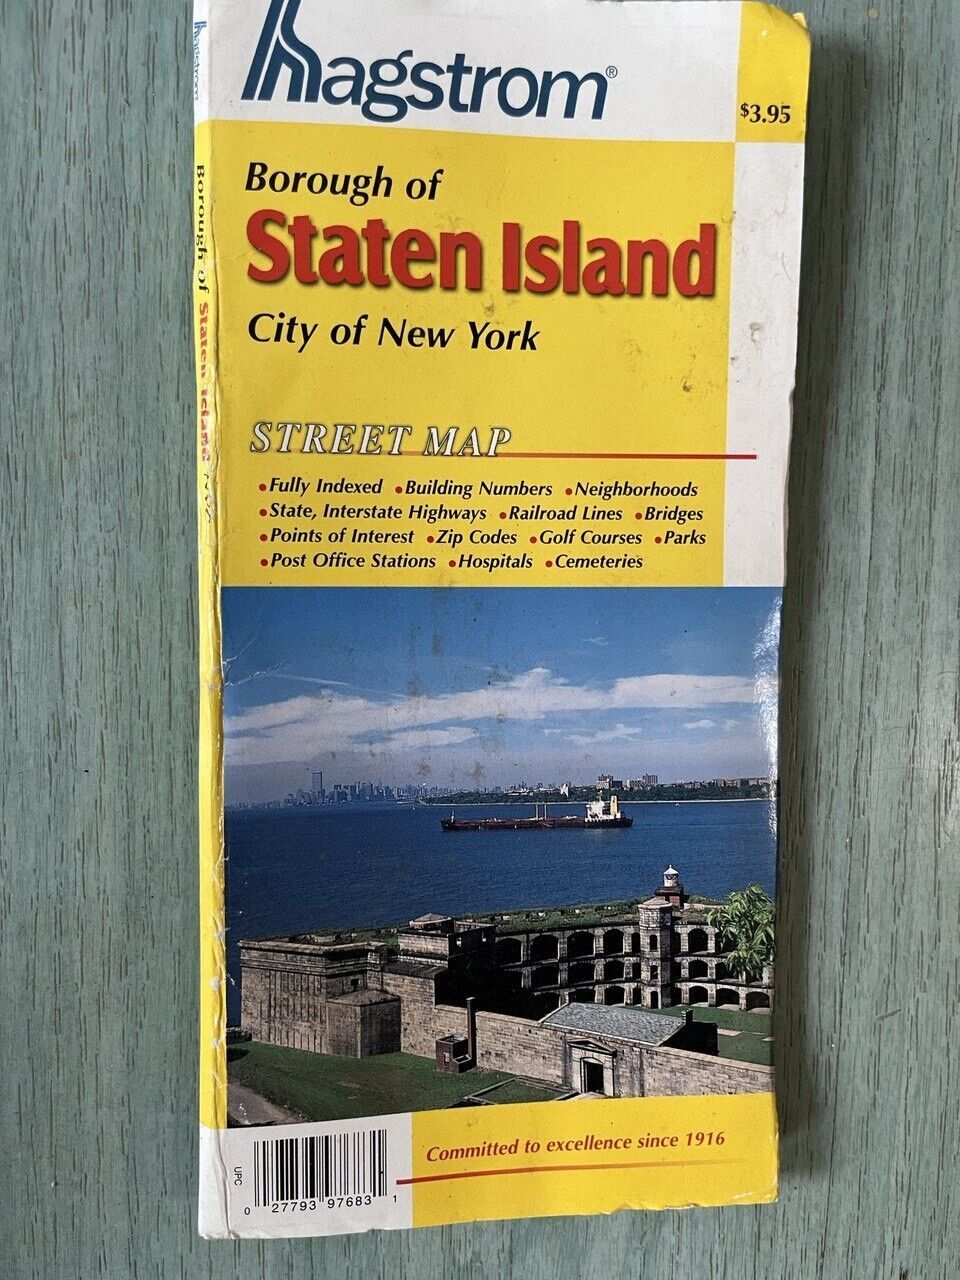 hagstrom®
$3.95
Borough of
Staten Island
City of New York
STREET MAP
• Fully Indexed • Building Numbers • Neighborhoods
• State, Interstate Highways • Railroad Lines • Bridges
• Points of Interest • Zip Codes • Golf Courses • Parks
• Post Office Stations • Hospitals • Cemeteries
Committed to excellence since 1916
UPC
0 27793 97683 1
hagstrom
Borough of Staten Island